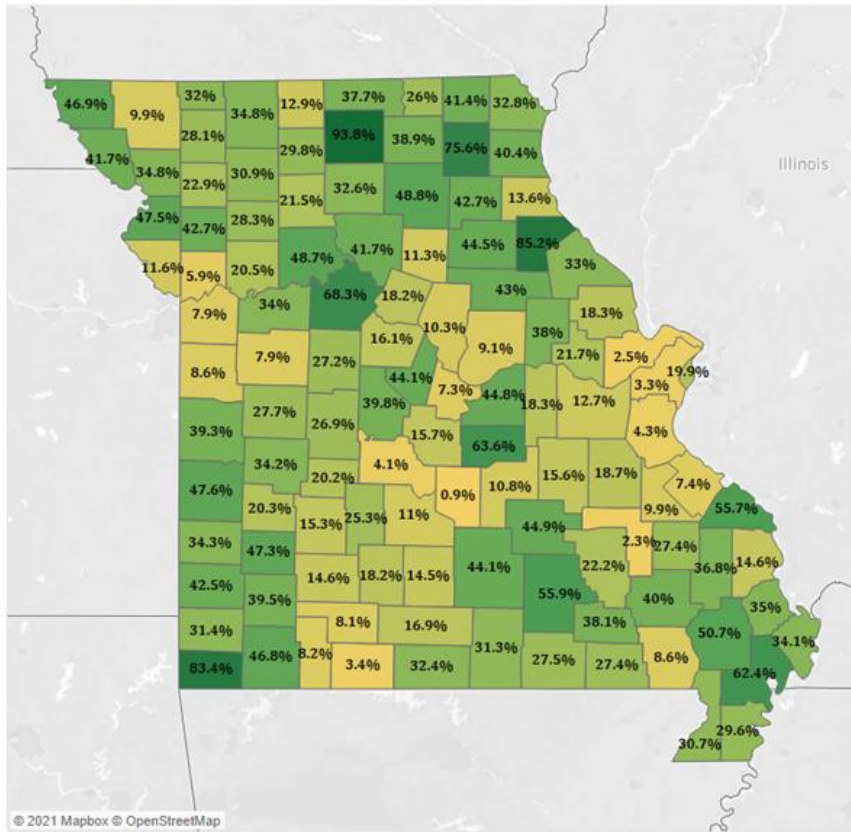 46.9% 9.9% 32% 34.8% 12.9% 37.7% 26% 41.4% 32.8%
28.1% 29.8% 93.8% 38.9% 75.6% 40.4%
41.7% 34.8% 22.9% 30.9% 21.5% 32.6% 48.8% 42.7% 13.6%
Illinois
47.5% 42.7% 28.3% 48.7% 41.7% 11.3% 44.5% 85.2% 33%
11.6% 5.9% 20.5% 68.3% 18.2% 43%
7.9% 34% 16.1% 10.3% 9.1% 38% 18.3%
8.6% 7.9% 27.2% 44.1% 7.3% 44.8% 21.7% 2.5% 19.9%
3.3%
39.3% 27.7% 26.9% 39.8% 15.7% 63.6% 18.3% 12.7% 4.3%
47.6% 34.2% 20.2% 4.1% 0.9% 10.8% 15.6% 18.7% 7.4%
20.3% 15.3% 25.3% 11% 44.9% 9.9% 55.7%
34.3% 47.3% 2.3% 27.4% 14.6%
42.5% 39.5% 14.6% 18.2% 14.5% 44.1% 55.9% 22.2% 36.8%
31.4% 8.1% 16.9% 38.1% 40% 35%
83.4% 46.8% 8.2% 3.4% 32.4% 31.3% 27.5% 27.4% 8.6% 50.7% 34.1%
62.4%
30.7% 29.6%
© 2021 Mapbox © OpenStreetMap